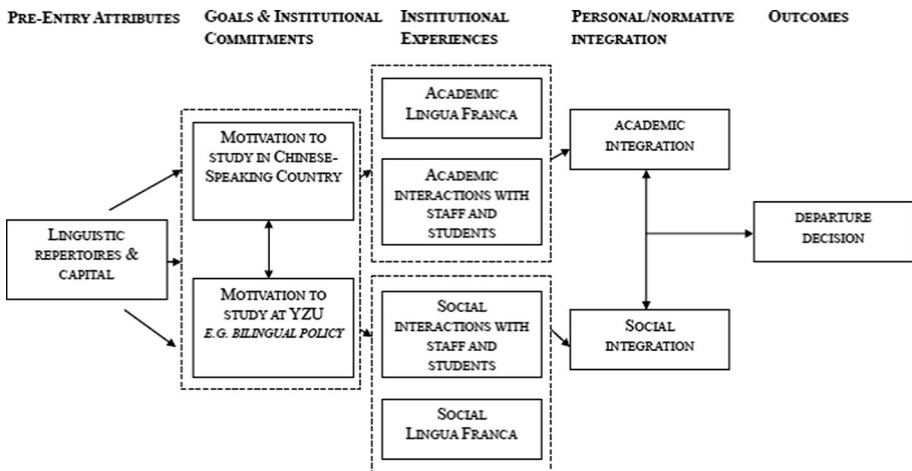 PRE-ENTRY ATTRIBUTES
GOALS & INSTITUTIONAL
COMMITMENTS
INSTITUTIONAL
EXPERIENCES
PERSONAL/NORMATIVE
INTEGRATION
OUTCOMES
LINGUISTIC
REPERTOIRES &
CAPITAL
MOTIVATION TO
STUDY IN CHINESE-
SPEAKING COUNTRY
MOTIVATION TO
STUDY AT YZU
E.G. BILINGUAL POLICY
ACADEMIC
LINGUA FRANCA
ACADEMIC
INTERACTIONS WITH
STAFF AND
STUDENTS
SOCIAL
INTERACTIONS WITH
STAFF AND
STUDENTS
SOCIAL
LINGUA FRANCA
ACADEMIC
INTEGRATION
SOCIAL
INTEGRATION
DEPARTURE
DECISION